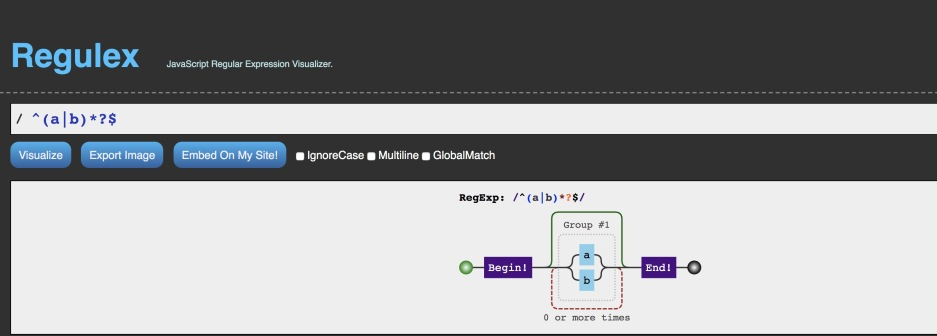 Regulex JavaScript Regular Expression Visualizer.
/ ^(a|b)*?$
Visualize Export Image Embed On My Site! IgnoreCase Multiline GlobalMatch
RegExp: /^(a|b)*?$/
Group #1
a
Begin! End!
b
0 or more times